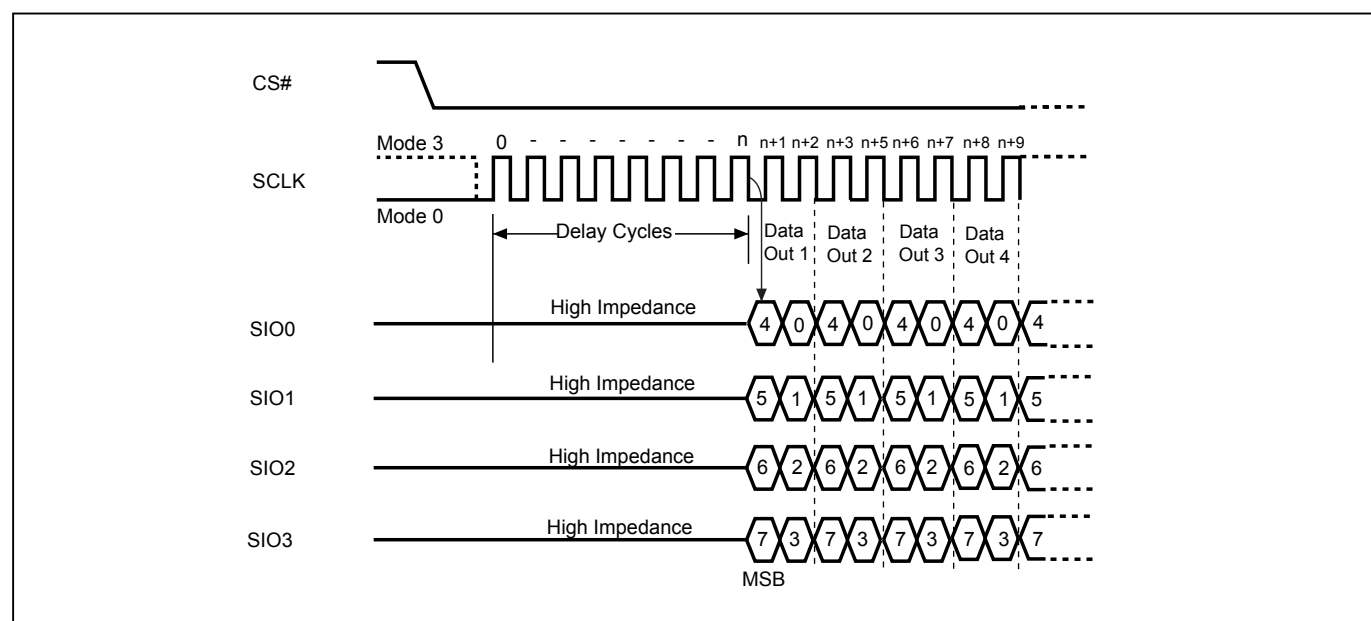 CS#
Mode 3
0 - - - - - - - n n+1 n+2 n+3 n+5 n+6 n+7 n+8 n+9
SCLK
Mode 0
Delay Cycles
Data Out 1
Data Out 2
Data Out 3
Data Out 4
SIO0
High Impedance
4 0 4 0 4 0 4 0 4
SIO1
High Impedance
5 1 5 1 5 1 5 1 5
SIO2
High Impedance
6 2 6 2 6 2 6 2 6
SIO3
High Impedance
7 3 7 3 7 3 7 3 7
MSB